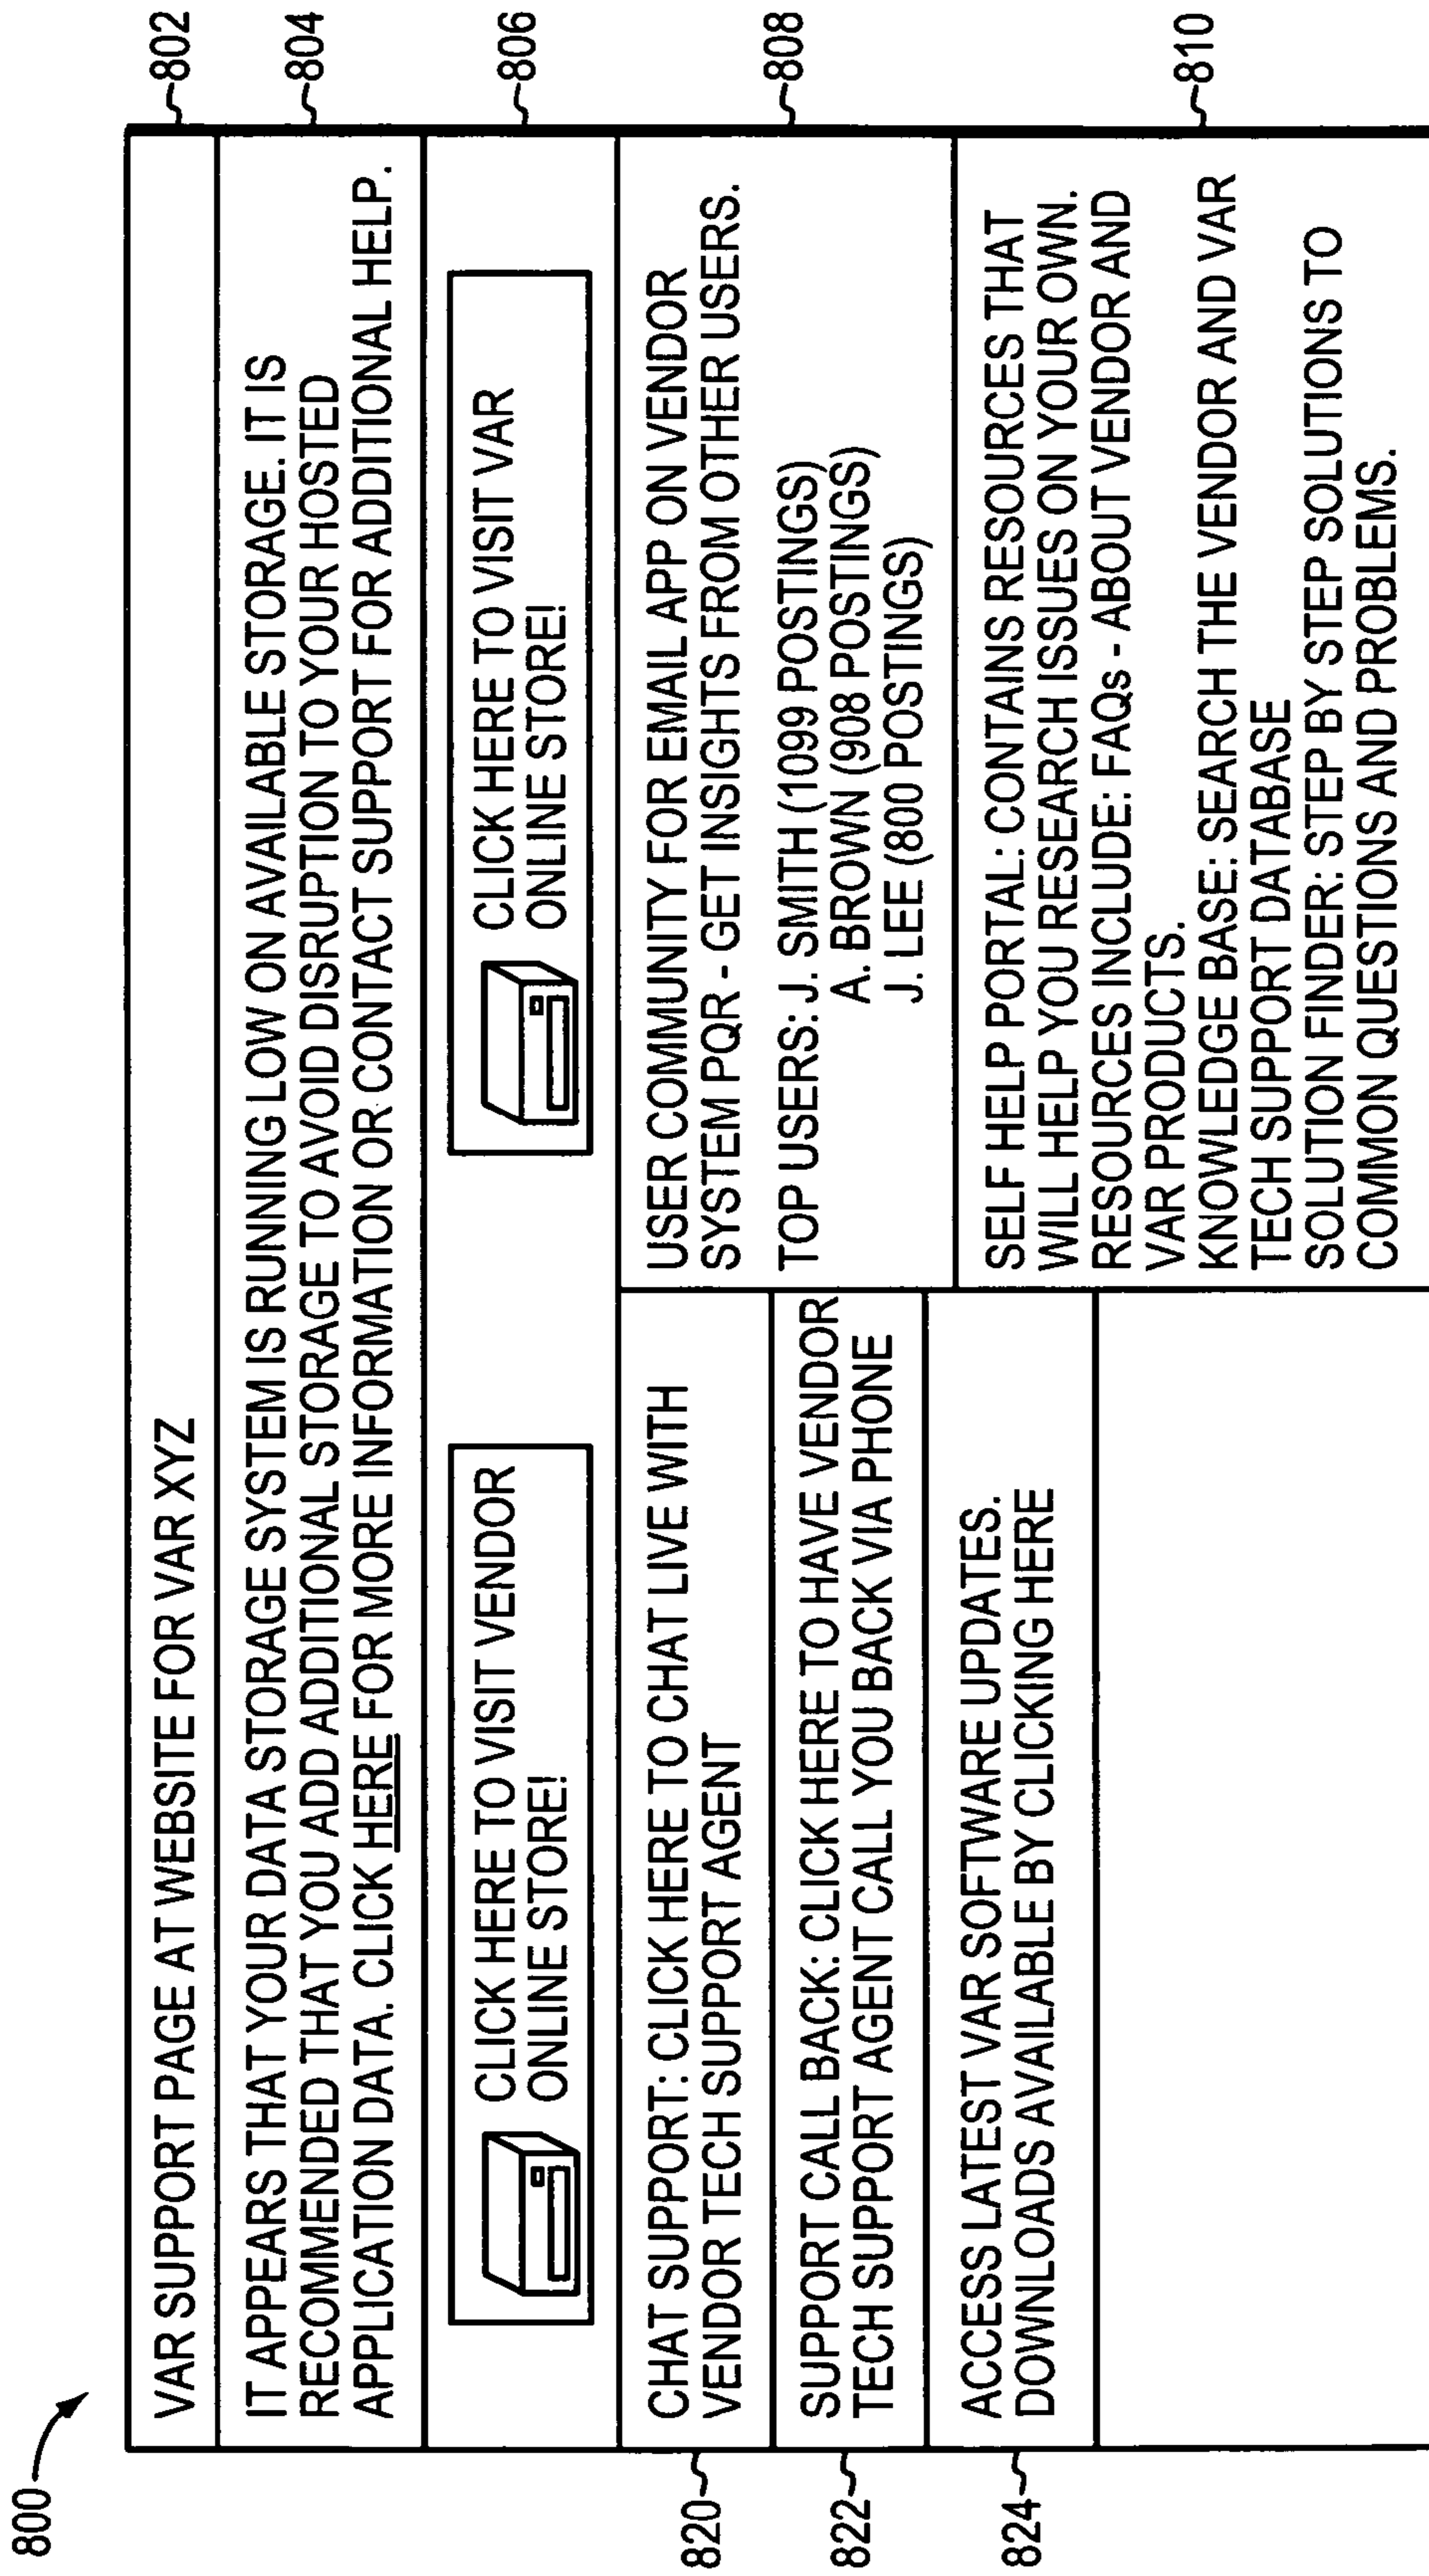 800
VAR SUPPORT PAGE AT WEBSITE FOR VAR XYZ
802
IT APPEARS THAT YOUR DATA STORAGE SYSTEM IS RUNNING LOW ON AVAILABLE STORAGE. IT IS
RECOMMENDED THAT YOU ADD ADDITIONAL STORAGE TO AVOID DISRUPTION TO YOUR HOSTED
APPLICATION DATA. CLICK HERE FOR MORE INFORMATION OR CONTACT SUPPORT FOR ADDITIONAL HELP.
804
CLICK HERE TO VISIT VENDOR
ONLINE STORE!
CLICK HERE TO VISIT VAR
ONLINE STORE!
806
820
CHAT SUPPORT: CLICK HERE TO CHAT LIVE WITH
VENDOR TECH SUPPORT AGENT
822
SUPPORT CALL BACK: CLICK HERE TO HAVE VENDOR
TECH SUPPORT AGENT CALL YOU BACK VIA PHONE
824
ACCESS LATEST VAR SOFTWARE UPDATES.
DOWNLOADS AVAILABLE BY CLICKING HERE
USER COMMUNITY FOR EMAIL APP ON VENDOR
SYSTEM PQR - GET INSIGHTS FROM OTHER USERS.
TOP USERS: J. SMITH (1099 POSTINGS)
A. BROWN (908 POSTINGS)
J. LEE (800 POSTINGS)
808
SELF HELP PORTAL: CONTAINS RESOURCES THAT
WILL HELP YOU RESEARCH ISSUES ON YOUR OWN.
RESOURCES INCLUDE: FAQs - ABOUT VENDOR AND
VAR PRODUCTS.
KNOWLEDGE BASE: SEARCH THE VENDOR AND VAR
TECH SUPPORT DATABASE
SOLUTION FINDER: STEP BY STEP SOLUTIONS TO
COMMON QUESTIONS AND PROBLEMS.
810